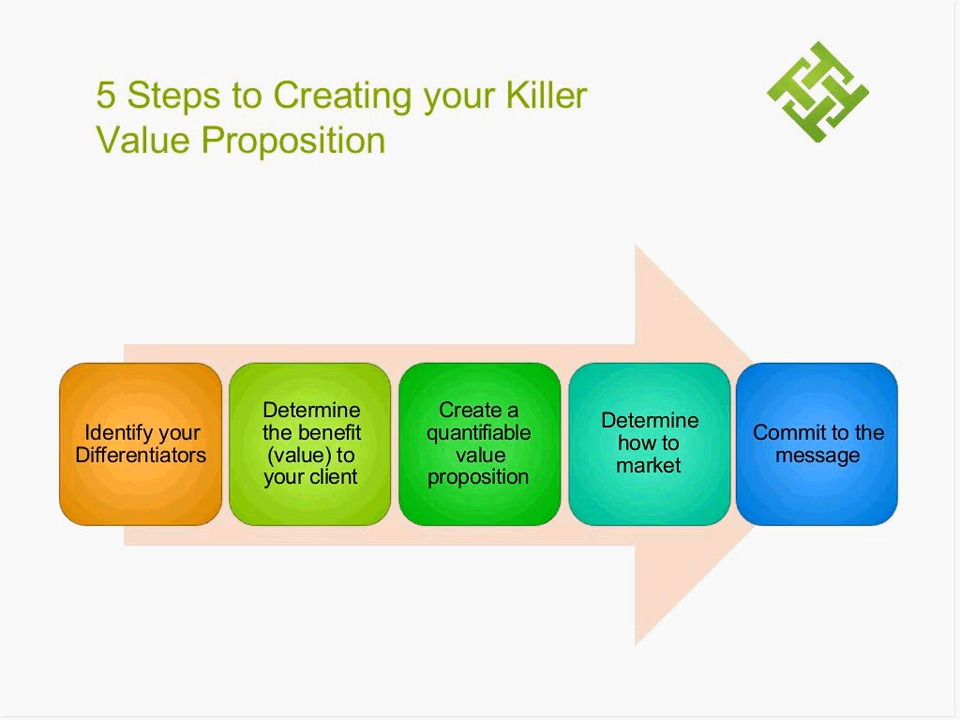 5 Steps to Creating your Killer
Value Proposition
Identify your
Differentiators
Determine
the benefit
(value) to
your client
Create a
quantifiable
value
proposition
Determine
how to
market
Commit to the
message